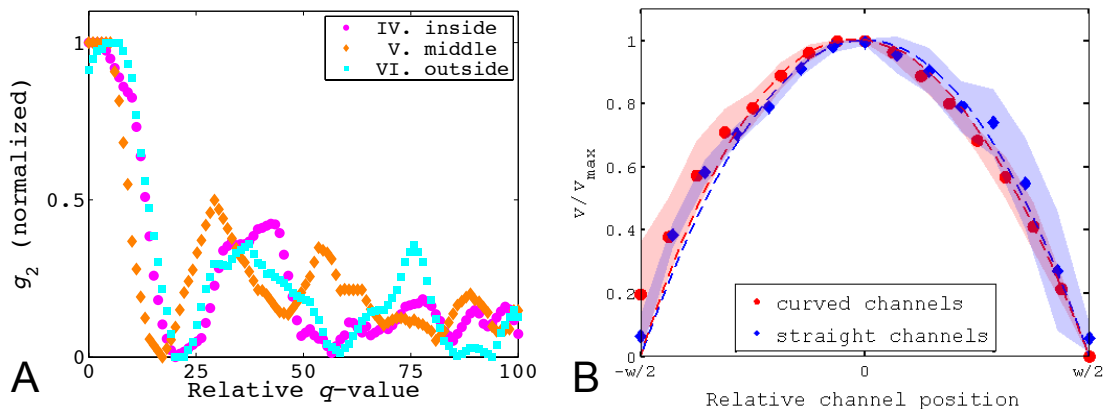 IV. inside
V. middle
VI. outside
1
0.5
0
g2 (normalized)
0 25 50 75 100
Relative q-value
A
B
curved channels
straight channels
1
0.8
0.6
0.4
0.2
0
v/vmax
-w/2 0 w/2
Relative channel position